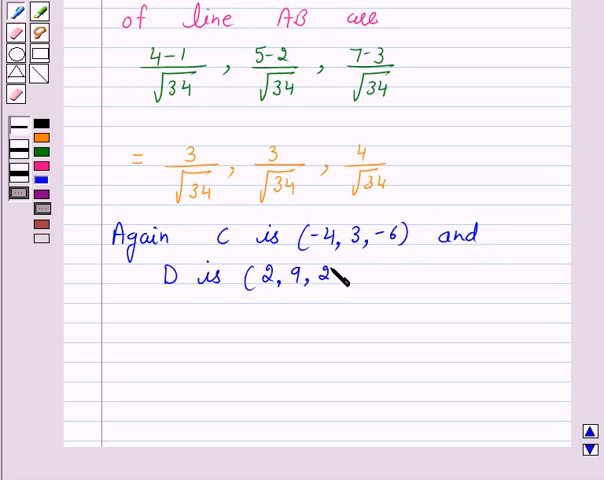 of line AB are
4-1/√34 , 5-2/√34 , 7-3/√34
= 3/√34 , 3/√34 , 4/√34
Again C is (-4, 3, -6) and
D is (2, 9, 2